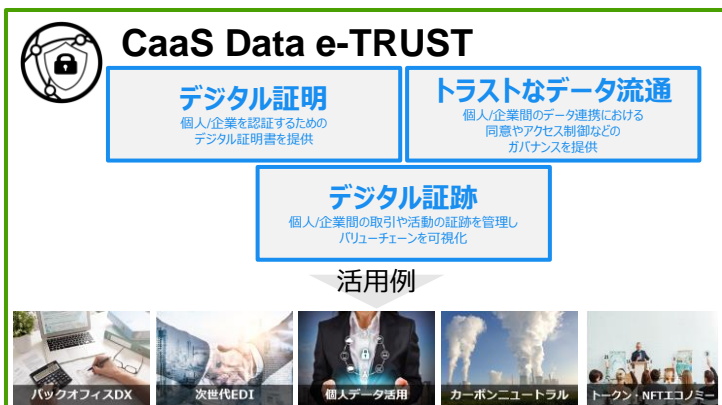 CaaS Data e-TRUST
デジタル証明
個人/企業を認証するための
デジタル証明書を提供
トラストなデータ流通
個人/企業間のデータ連携における
同意やアクセス制御などの
ガバナンスを提供
デジタル証跡
個人/企業間の取引や活動の証跡を管理し
バリューチェーンを可視化
活用例
バックオフィスDX
次世代EDI
個人データ活用
カーボンニュートラル
トークン・NFTエコノミー